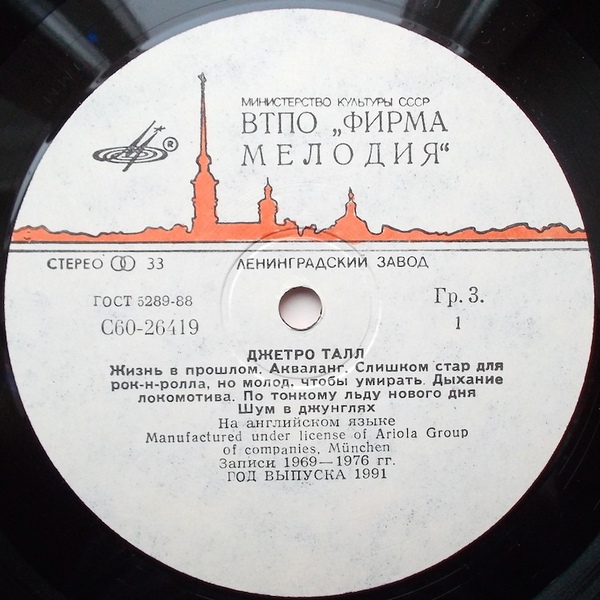 МИНИСТЕРСТВО КУЛЬТУРЫ СССР
ВТПО „ФИРМА
МЕЛОДИЯ“
®
СТЕРЕО 33
ЛЕНИНГРАДСКИЙ ЗАВОД
ГОСТ 5289-88
Гр. 3.
С60-26419
1
ДЖЕТРО ТАЛЛ
Жизнь в прошлом. Акваланг. Слишком стар для
рок-н-ролла, но молод, чтобы умирать. Дыхание
локомотива. По тонкому льду нового дня
Шум в джунглях
На английском языке
Manufactured under license of Ariola Group
of companies, München
Записи 1969—1976 гг.
ГОД ВЫПУСКА 1991